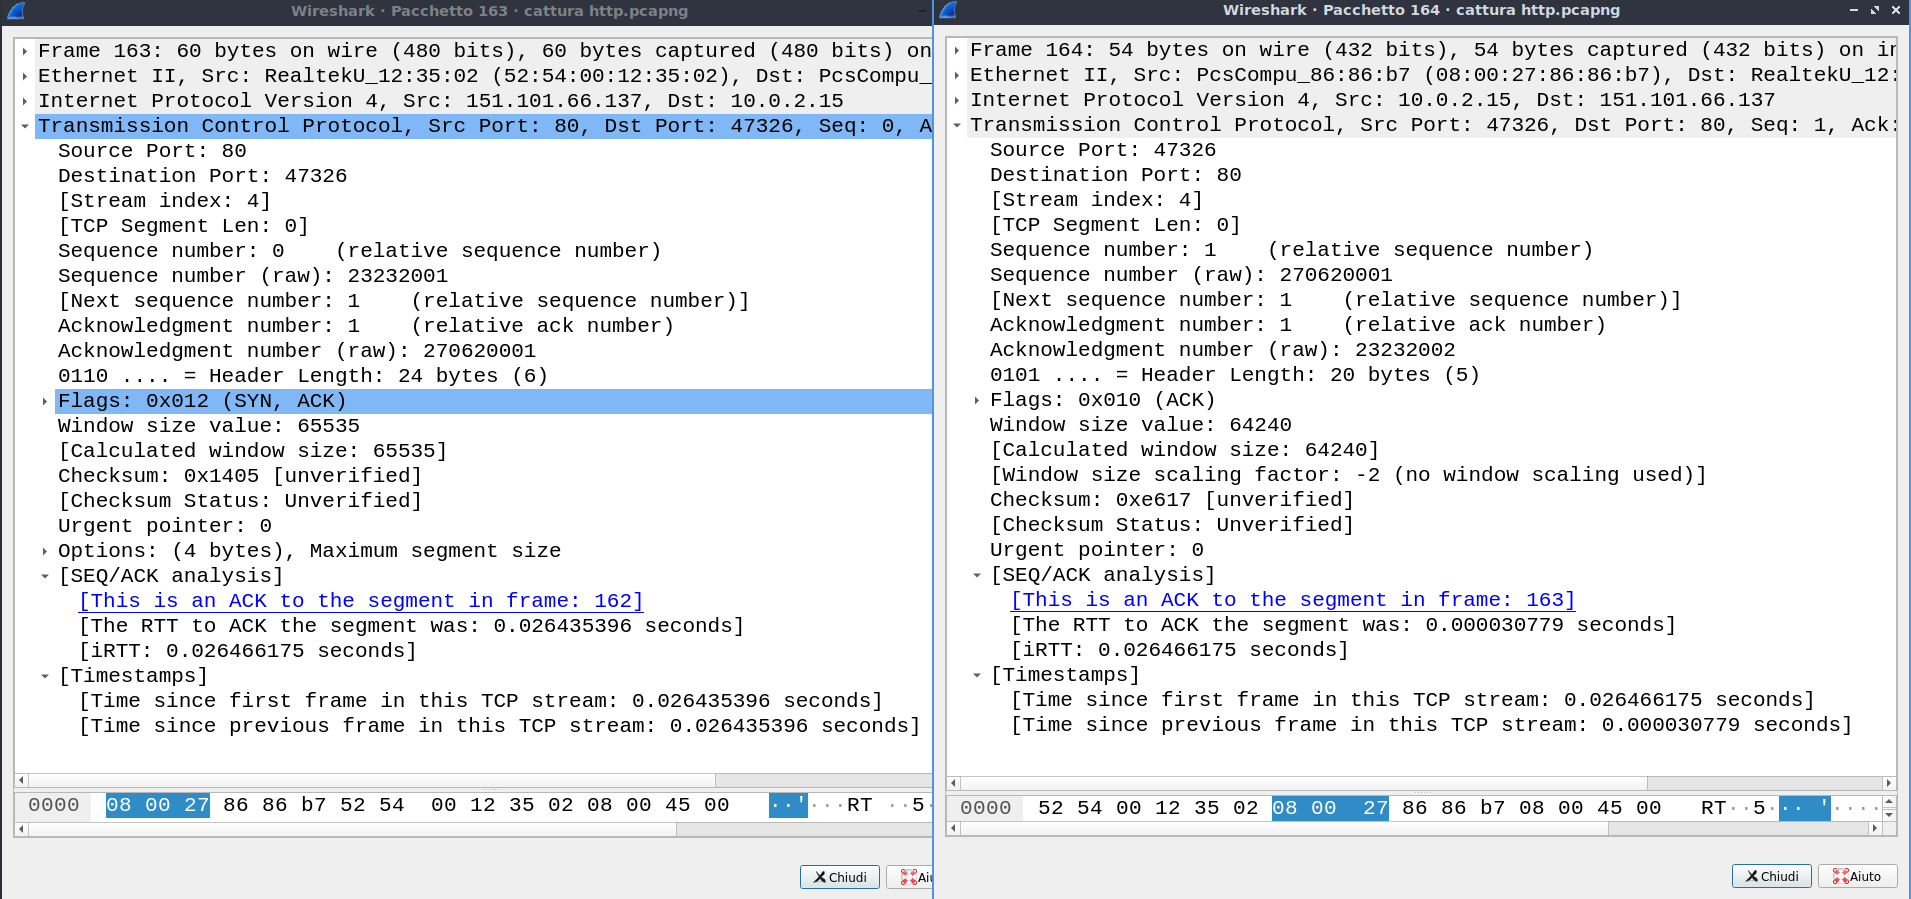 Wireshark · Pacchetto 163 · cattura http.pcapng
Frame 163: 60 bytes on wire (480 bits), 60 bytes captured (480 bits) on
Ethernet II, Src: RealtekU_12:35:02 (52:54:00:12:35:02), Dst: PcsCompu_
Internet Protocol Version 4, Src: 151.101.66.137, Dst: 10.0.2.15
Transmission Control Protocol, Src Port: 80, Dst Port: 47326, Seq: 0, A
Source Port: 80
Destination Port: 47326
[Stream index: 4]
[TCP Segment Len: 0]
Sequence number: 0    (relative sequence number)
Sequence number (raw): 23232001
[Next sequence number: 1    (relative sequence number)]
Acknowledgment number: 1    (relative ack number)
Acknowledgment number (raw): 270620001
0110 .... = Header Length: 24 bytes (6)
Flags: 0x012 (SYN, ACK)
Window size value: 65535
[Calculated window size: 65535]
Checksum: 0x1405 [unverified]
[Checksum Status: Unverified]
Urgent pointer: 0
Options: (4 bytes), Maximum segment size
[SEQ/ACK analysis]
[This is an ACK to the segment in frame: 162]
[The RTT to ACK the segment was: 0.026435396 seconds]
[iRTT: 0.026466175 seconds]
[Timestamps]
[Time since first frame in this TCP stream: 0.026435396 seconds]
[Time since previous frame in this TCP stream: 0.026435396 seconds]
0000 08 00 27 86 86 b7 52 54 00 12 35 02 08 00 45 00 ··'···RT ··5·
Chiudi
Aiu
Wireshark · Pacchetto 164 · cattura http.pcapng
Frame 164: 54 bytes on wire (432 bits), 54 bytes captured (432 bits) on in
Ethernet II, Src: PcsCompu_86:86:b7 (08:00:27:86:86:b7), Dst: RealtekU_12:
Internet Protocol Version 4, Src: 10.0.2.15, Dst: 151.101.66.137
Transmission Control Protocol, Src Port: 47326, Dst Port: 80, Seq: 1, Ack:
Source Port: 47326
Destination Port: 80
[Stream index: 4]
[TCP Segment Len: 0]
Sequence number: 1    (relative sequence number)
Sequence number (raw): 270620001
[Next sequence number: 1    (relative sequence number)]
Acknowledgment number: 1    (relative ack number)
Acknowledgment number (raw): 23232002
0101 .... = Header Length: 20 bytes (5)
Flags: 0x010 (ACK)
Window size value: 64240
[Calculated window size: 64240]
[Window size scaling factor: -2 (no window scaling used)]
Checksum: 0xe617 [unverified]
[Checksum Status: Unverified]
Urgent pointer: 0
[SEQ/ACK analysis]
[This is an ACK to the segment in frame: 163]
[The RTT to ACK the segment was: 0.000030779 seconds]
[iRTT: 0.026466175 seconds]
[Timestamps]
[Time since first frame in this TCP stream: 0.026466175 seconds]
[Time since previous frame in this TCP stream: 0.000030779 seconds]
0000 52 54 00 12 35 02 08 00 27 86 86 b7 08 00 45 00 RT··5··· '····
Chiudi
Aiuto